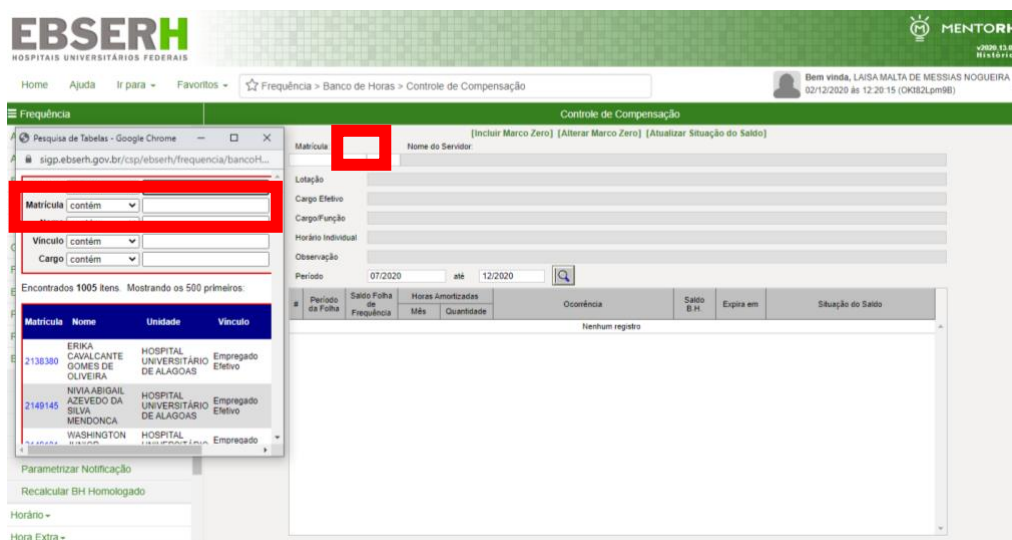 EBSERH
HOSPITAIS UNIVERSITÁRIOS FEDERAIS
MENTORH
v2020.13.0
Históri
Home Ajuda Ir para Favoritos Frequência > Banco de Horas > Controle de Compensação
Bem vinda, LAISA MALTA DE MESSIAS NOGUEIRA
02/12/2020 às 12:20:15 (OKt82Lpm9B)
Frequência
Controle de Compensação
[Incluir Marco Zero] [Alterar Marco Zero] [Atualizar Situação do Saldo]
Matrícula: Nome do Servidor:
Lotação
Cargo Efetivo
Cargo/Função
Horário Individual
Observação
Período 07/2020 até 12/2020
# Período da Folha Saldo Folha de Frequência Horas Amortizadas Mês Quantidade Ocorrência Saldo B.H. Expira em Situação do Saldo
Nenhum registro
Pesquisa de Tabelas - Google Chrome
sigp.ebserh.gov.br/csp/ebserh/frequencia/bancoH...
Matrícula contém
Vínculo contém
Cargo contém
Encontrados 1005 itens. Mostrando os 500 primeiros:
Matrícula Nome Unidade Vínculo
2138380 ERIKA CAVALCANTE GOMES DE OLIVEIRA HOSPITAL UNIVERSITÁRIO DE ALAGOAS Empregado Efetivo
2149145 NIVIA ABIGAIL AZEVEDO DA SILVA MENDONCA HOSPITAL UNIVERSITÁRIO DE ALAGOAS Empregado Efetivo
WASHINGTON HOSPITAL Empregado
Parametrizar Notificação
Recalcular BH Homologado
Horário
Hora Extra